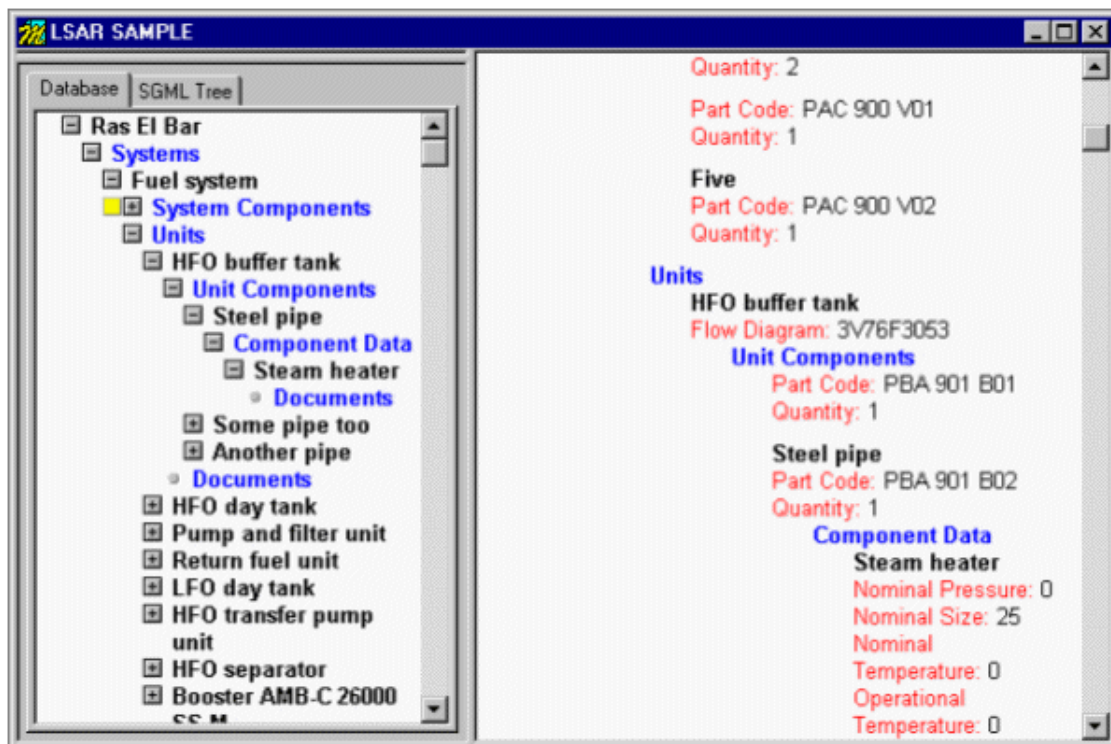 LSAR SAMPLE
Database
SGML Tree
Ras El Bar
Systems
Fuel system
System Components
Units
HFO buffer tank
Unit Components
Steel pipe
Component Data
Steam heater
Documents
Some pipe too
Another pipe
Documents
HFO day tank
Pump and filter unit
Return fuel unit
LFO day tank
HFO transfer pump
unit
HFO separator
Booster AMB-C 26000
SS-M
Quantity: 2
Part Code: PAC 900 V01
Quantity: 1
Five
Part Code: PAC 900 V02
Quantity: 1
Units
HFO buffer tank
Flow Diagram: 3V76F3053
Unit Components
Part Code: PBA 901 B01
Quantity: 1
Steel pipe
Part Code: PBA 901 B02
Quantity: 1
Component Data
Steam heater
Nominal Pressure: 0
Nominal Size: 25
Nominal
Temperature: 0
Operational
Temperature: 0